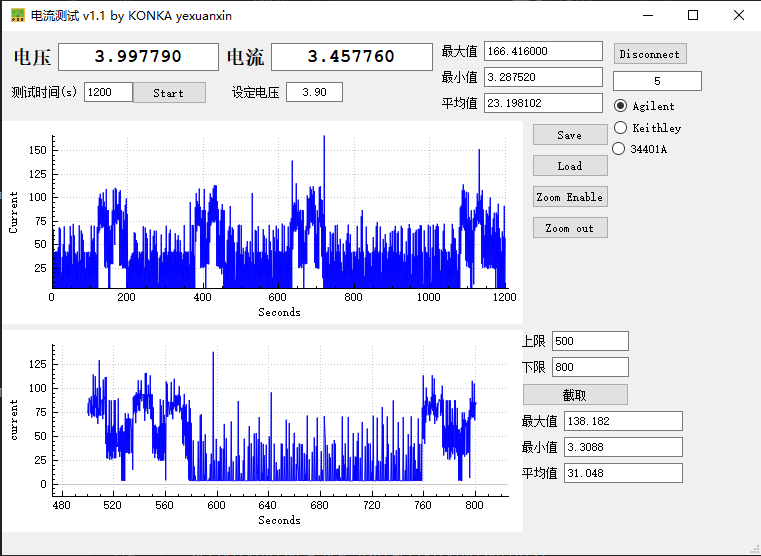 电流测试 v1.1 by KONKA yexuanxin
电压 3.997790 电流 3.457760
测试时间(s) 1200 Start 设定电压 3.90
最大值 166.416000
最小值 3.287520
平均值 23.198102
Disconnect
5
Agilent
Keithley
34401A
Save
Load
Zoom Enable
Zoom out
Current
150
125
100
75
50
25
0 200 400 600 800 1000 1200
Seconds
current
125
100
75
50
25
0
480 520 560 600 640 680 720 760 800
Seconds
上限 500
下限 800
截取
最大值 138.182
最小值 3.3088
平均值 31.048